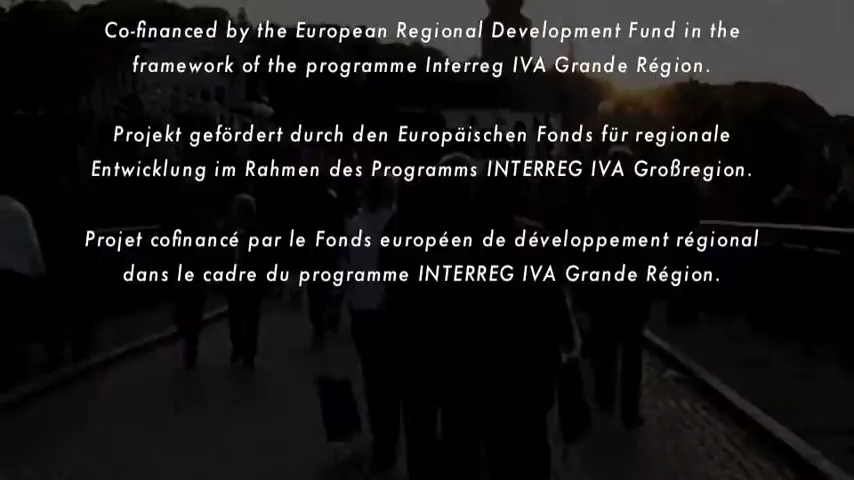 Co-financed by the European Regional Development Fund in the
framework of the programme Interreg IVA Grande Région.
Projekt gefördert durch den Europäischen Fonds für regionale
Entwicklung im Rahmen des Programms INTERREG IVA Großregion.
Projet cofinancé par le Fonds européen de développement régional
dans le cadre du programme INTERREG IVA Grande Région.